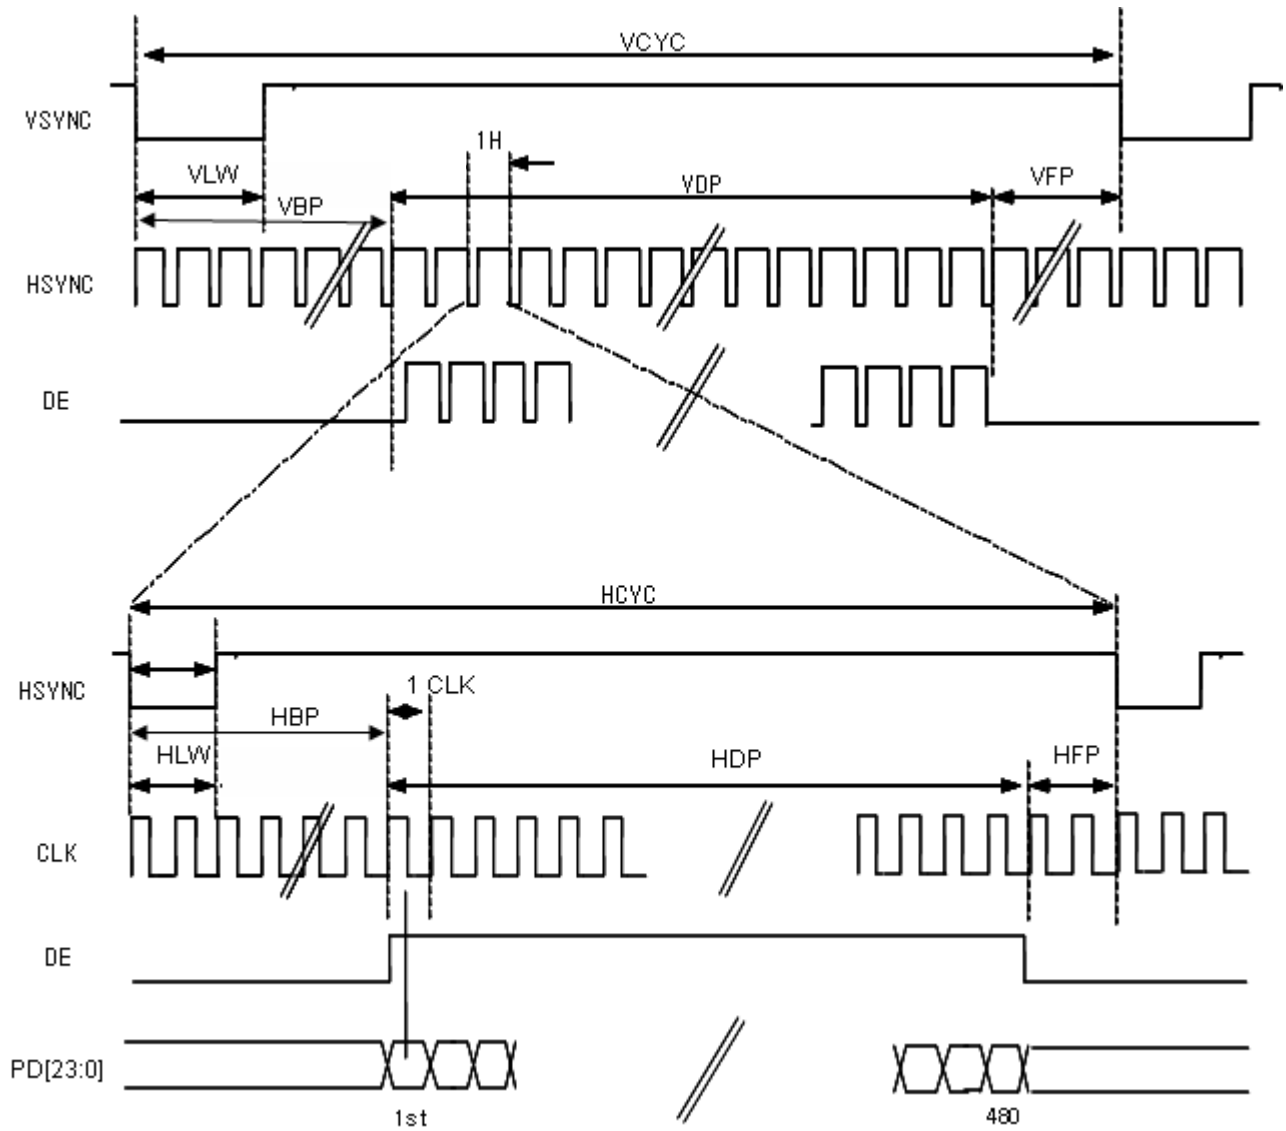 VCYC
VSYNC
1H
VLW
VDP
VFP
VBP
HSYNC
DE
HCYC
HSYNC
1 CLK
HBP
HLW
HDP
HFP
CLK
DE
PD[23:0]
1st
480